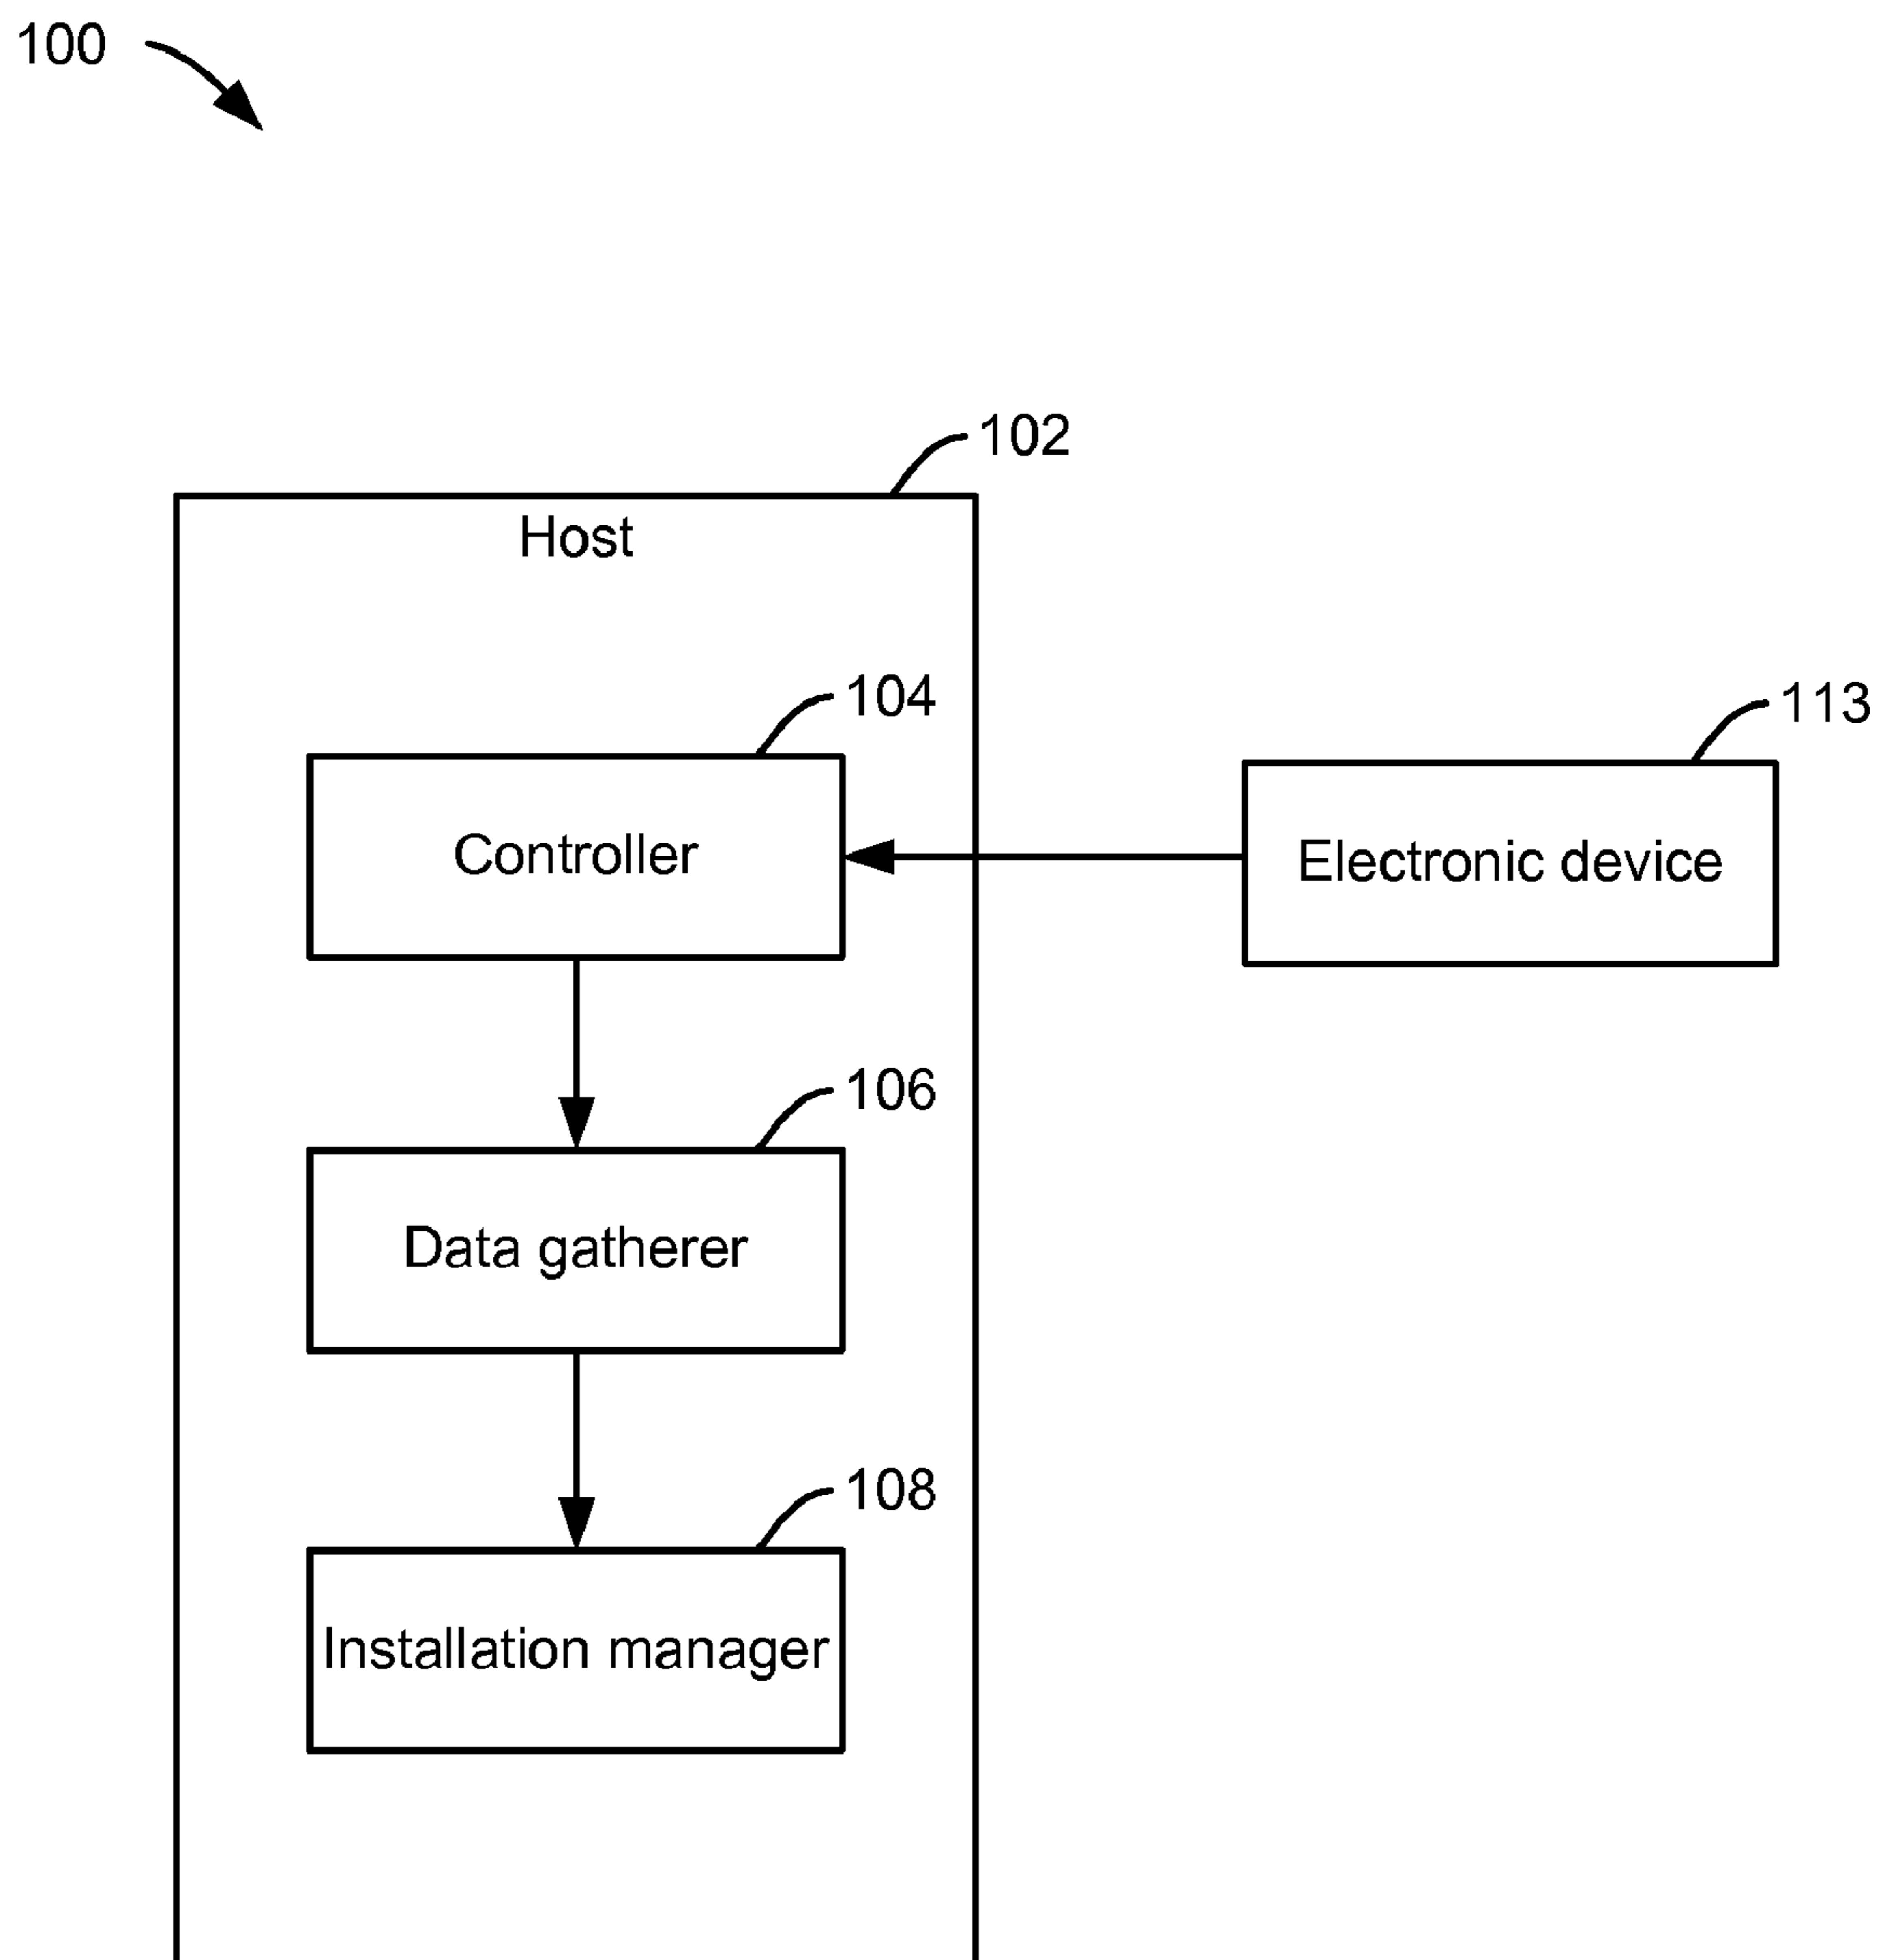 100
102
Host
104
113
Controller
Electronic device
106
Data gatherer
108
Installation manager